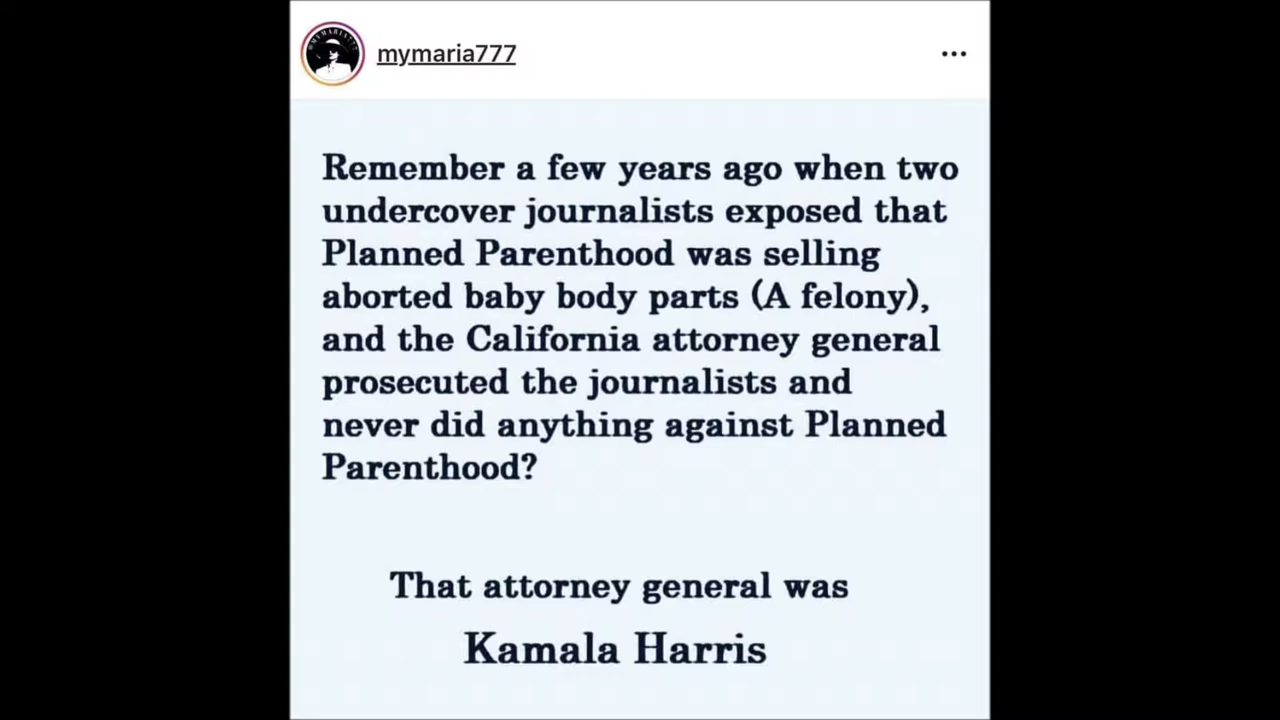 mymaria777
Remember a few years ago when two
undercover journalists exposed that
Planned Parenthood was selling
aborted baby body parts (A felony),
and the California attorney general
prosecuted the journalists and
never did anything against Planned
Parenthood?
That attorney general was
Kamala Harris